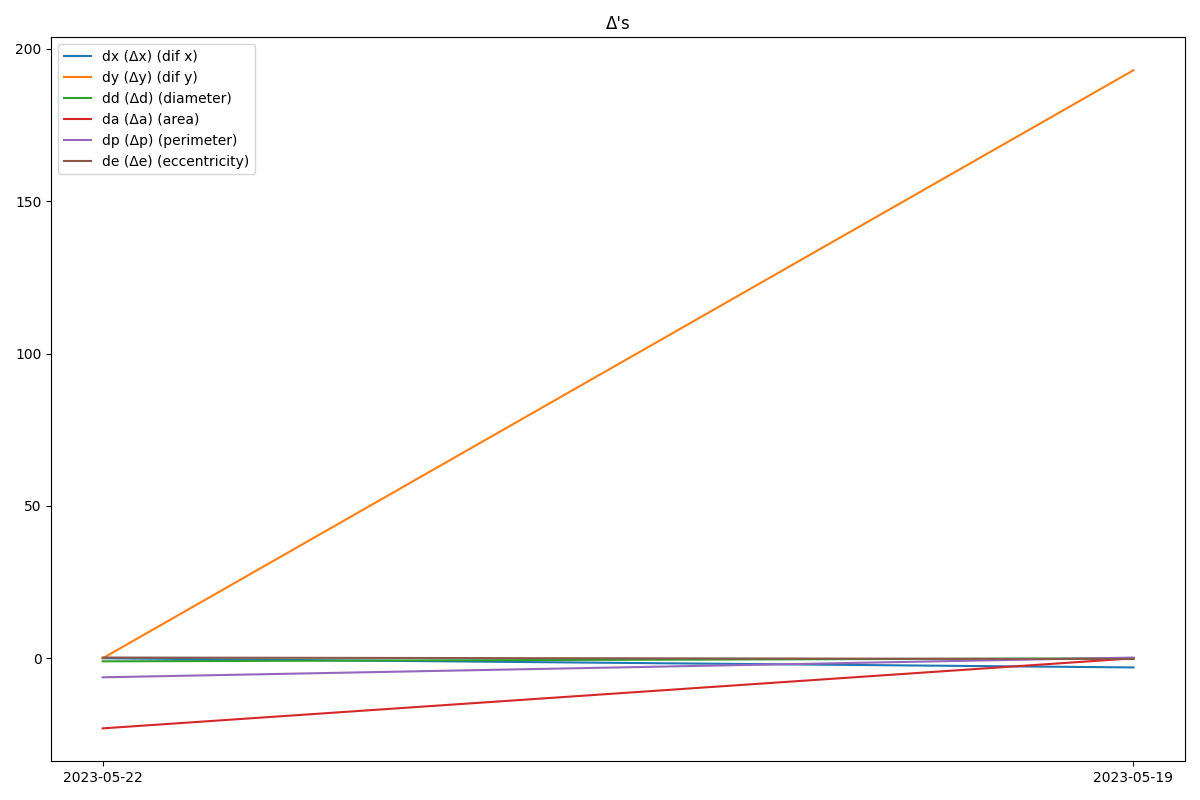 Δ's
200
150
100
50
0
dx (Δx) (dif x)
dy (Δy) (dif y)
dd (Δd) (diameter)
da (Δa) (area)
dp (Δp) (perimeter)
de (Δe) (eccentricity)
2023-05-22
2023-05-19